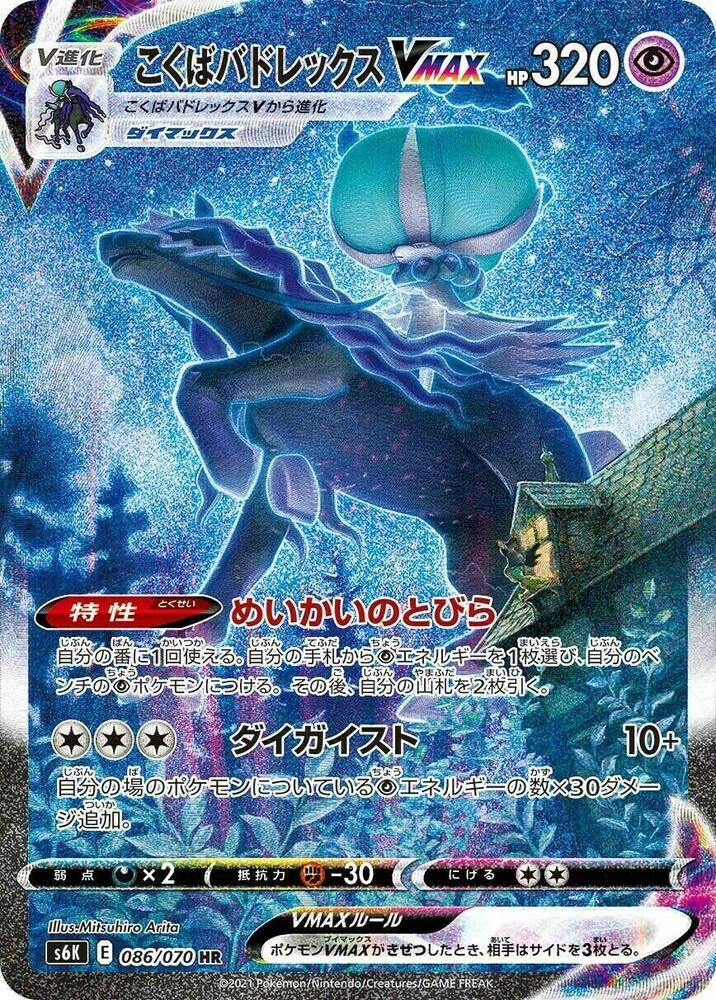 V進化
こくばバドレックス VMAX HP 320
こくばバドレックスVから進化
ダイマックス
特性 とくせい めいかいのとびら
自分の番に1回使える。自分の手札から超エネルギーを1枚選び、自分のベ
ンチの超ポケモンにつける。その後、自分の山札を2枚引く。
ダイガイスト 10+
自分の場のポケモンについている超エネルギーの数×30ダメー
ジ追加。
弱点 ×2 抵抗力 -30 にげる
Illus.Mitsuhiro Arita
VMAXルール
s6K E 086/070 HR
ポケモンVMAXがきぜつしたとき、相手はサイドを3枚とる。
©2021 Pokémon/Nintendo/Creatures/GAME FREAK.